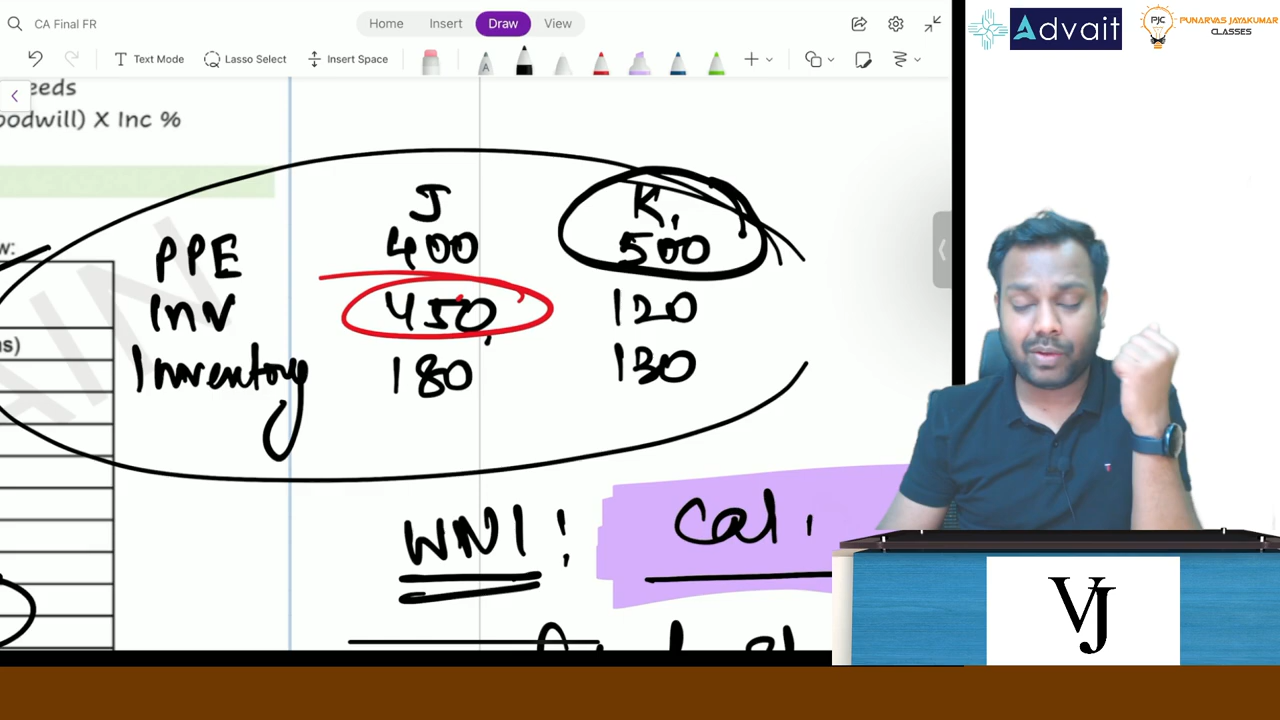 CA Final FR
Home Insert Draw View
Text Mode Lasso Select Insert Space
Advait
PJC PUNARVAS JAYAKUMAR
CLASSES
eeds
oodwill) X Inc %
w:
J K.
PPE 400 500
Inv 450 120
Inventory 180 130
s)
WN1 : Cal.
VJ